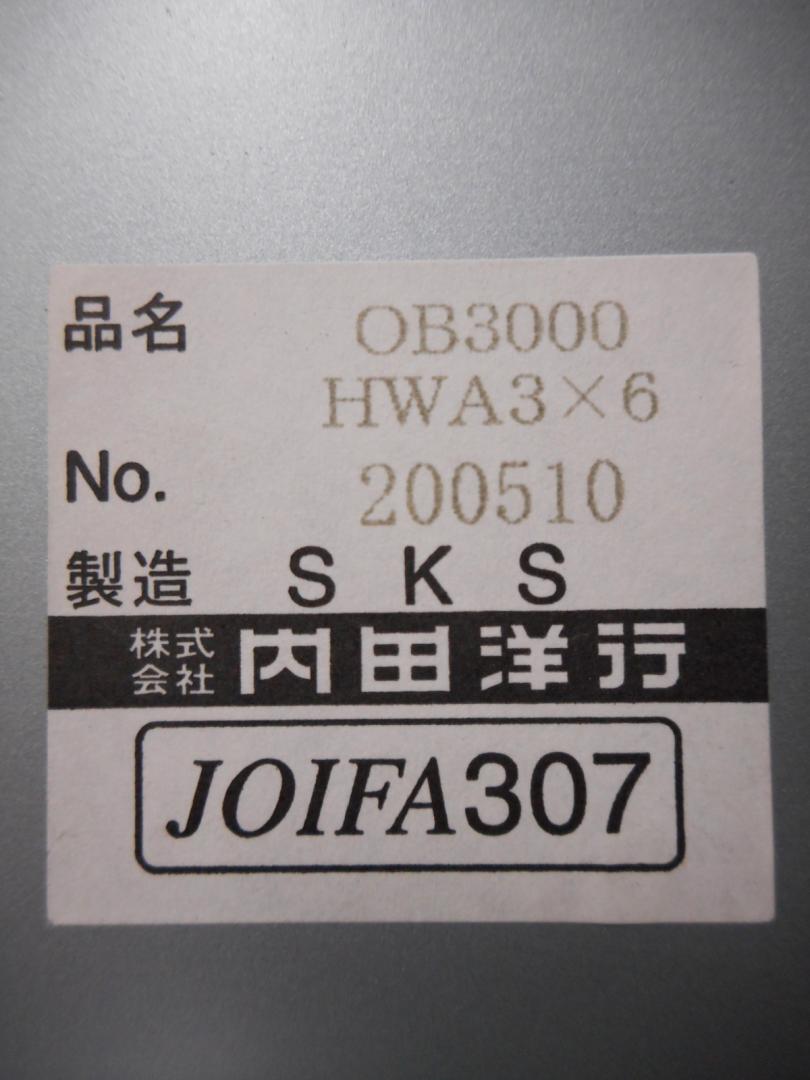 品名 OB3000
HWA3×6
No. 200510
製造 SKS
株式会社 内田洋行
JOIFA307